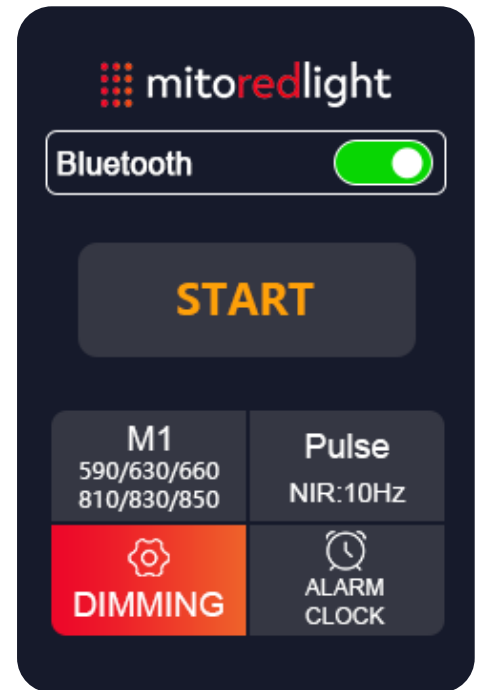 mitoredlight
Bluetooth
START
M1
590/630/660
810/830/850
Pulse
NIR:10Hz
DIMMING
ALARM
CLOCK